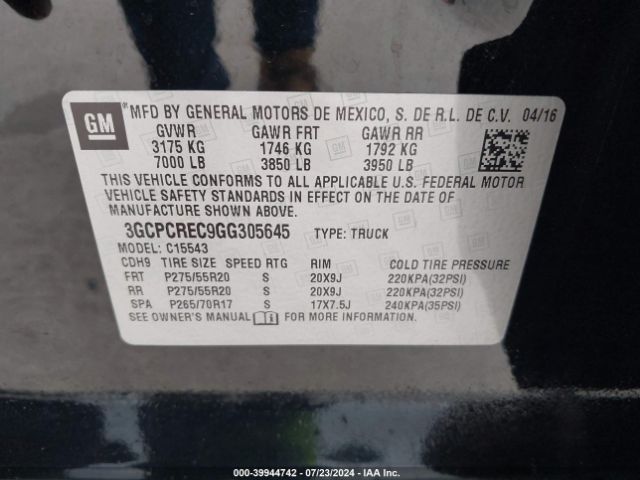 GM ® MFD BY GENERAL MOTORS DE MEXICO, S. DE R.L. DE C.V. 04/16
GVWR GAWR FRT GAWR RR
3175 KG 1746 KG 1792 KG
7000 LB 3850 LB 3950 LB
THIS VEHICLE CONFORMS TO ALL APPLICABLE U.S. FEDERAL MOTOR
VEHICLE SAFETY STANDARDS IN EFFECT ON THE DATE OF
MANUFACTURE SHOWN ABOVE.
3GCPCREC9GG305645 TYPE: TRUCK
MODEL: C15543
CDH9 TIRE SIZE SPEED RTG RIM COLD TIRE PRESSURE
FRT P275/55R20 S 20X9J 220KPA(32PSI)
RR P275/55R20 S 20X9J 220KPA(32PSI)
SPA P265/70R17 S 17X7.5J 240KPA(35PSI)
SEE OWNER'S MANUAL FOR MORE INFORMATION.
000-39944742 / 07/23/2024 - IAA Inc.